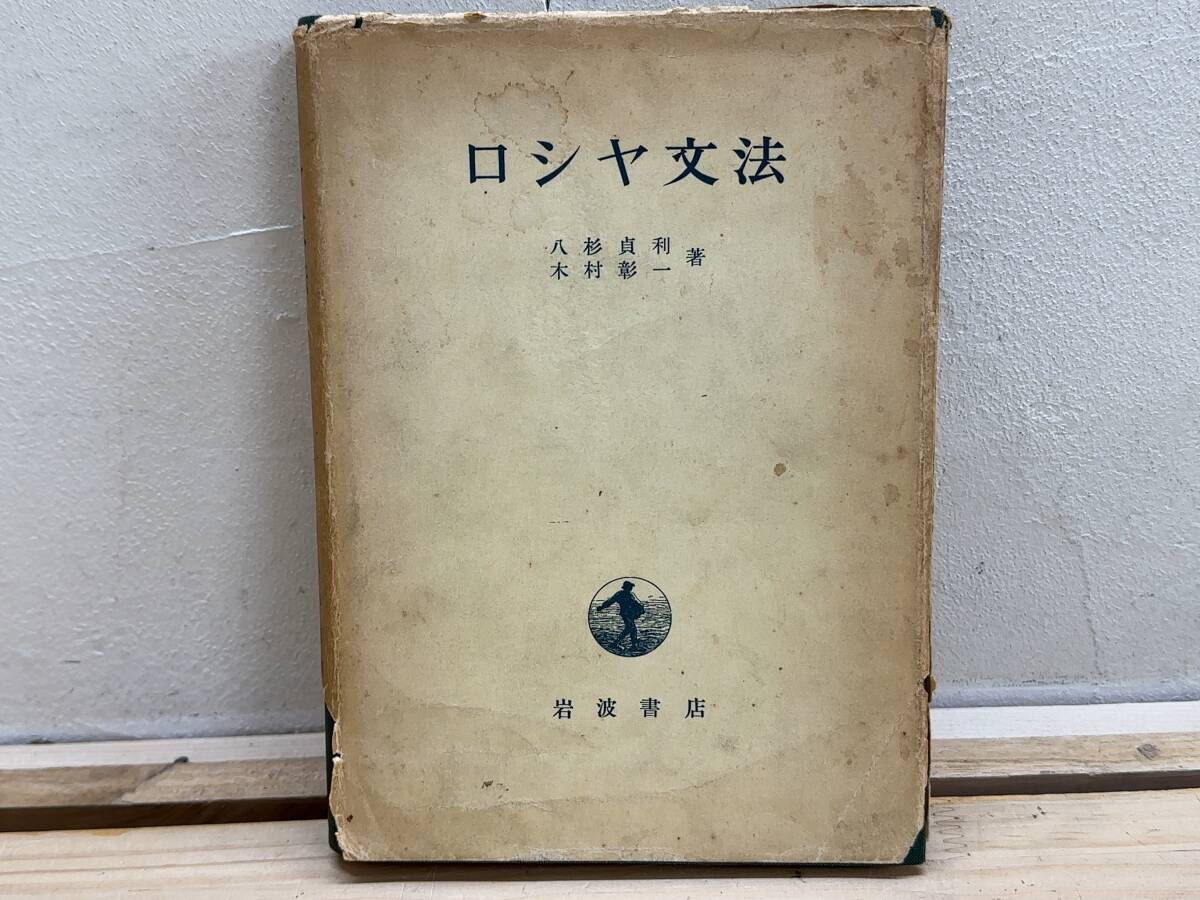 ロシヤ文法
八杉貞利
木村彰一
著
岩波書店